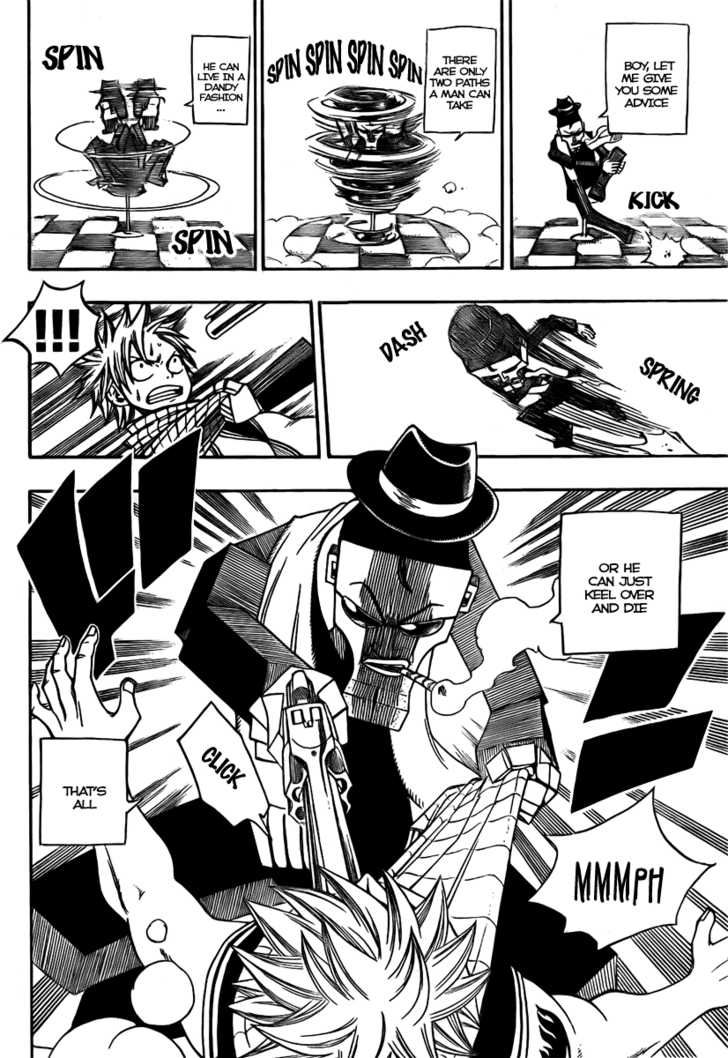 BOY, LET
ME GIVE
YOU SOME
ADVICE
KICK
THERE
ARE ONLY
TWO PATHS
A MAN CAN
TAKE
SPIN SPIN SPIN SPIN
HE CAN
LIVE IN A
DANDY
FASHION
...
SPIN
SPIN
SPRING
DASH
!!!
OR HE
CAN JUST
KEEL OVER
AND DIE
CLICK
THAT'S
ALL
MMMPH